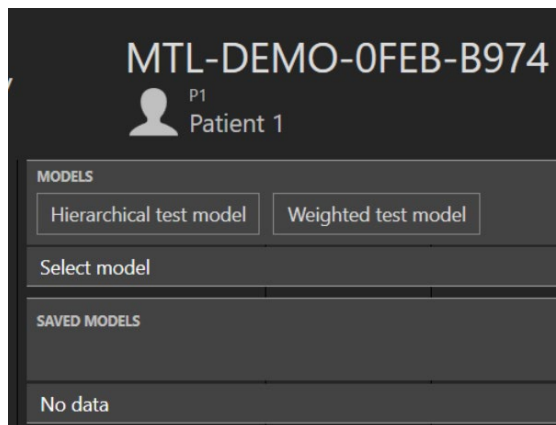 MTL-DEMO-0FEB-B974
P1
Patient 1
MODELS
Hierarchical test model Weighted test model
Select model
SAVED MODELS
No data